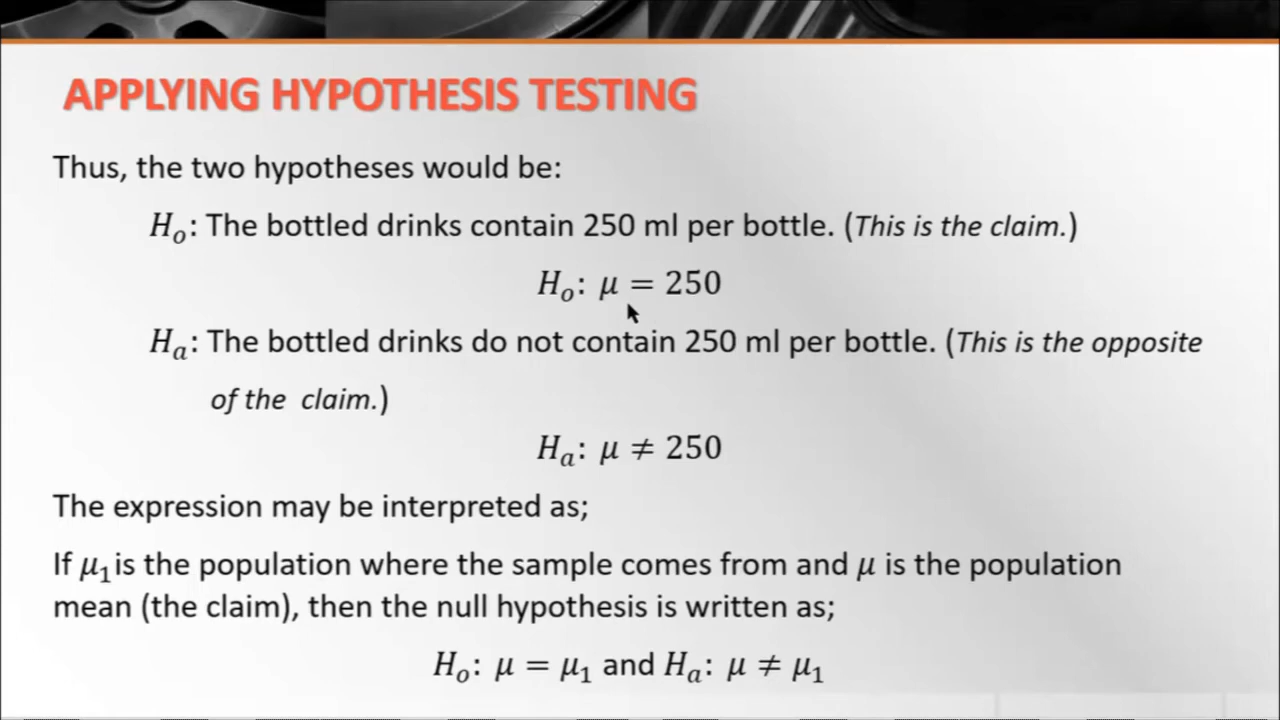 APPLYING HYPOTHESIS TESTING
Thus, the two hypotheses would be:
Hₒ: The bottled drinks contain 250 ml per bottle. (This is the claim.)
Hₒ: μ = 250
Hₐ: The bottled drinks do not contain 250 ml per bottle. (This is the opposite
of the claim.)
Hₐ: μ ≠ 250
The expression may be interpreted as;
If μ₁ is the population where the sample comes from and μ is the population
mean (the claim), then the null hypothesis is written as;
Hₒ: μ = μ₁ and Hₐ: μ ≠ μ₁